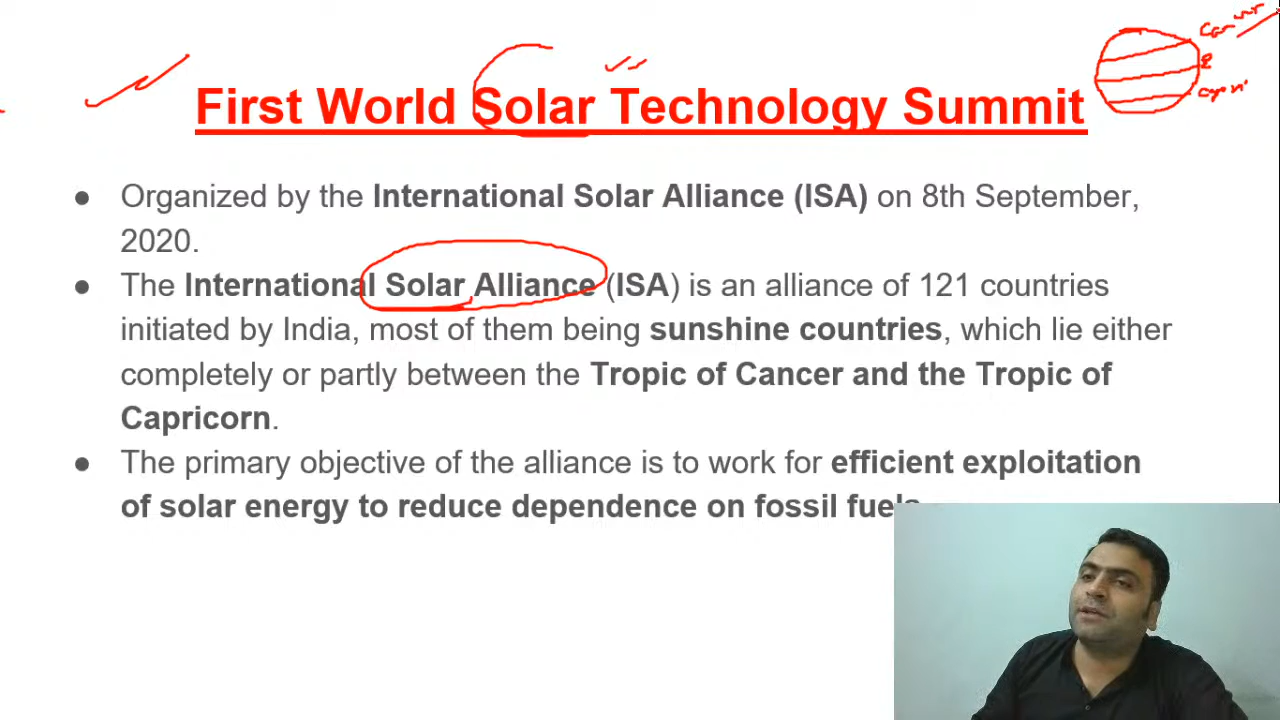 First World Solar Technology Summit
● Organized by the International Solar Alliance (ISA) on 8th September,
2020.
● The International Solar Alliance (ISA) is an alliance of 121 countries
initiated by India, most of them being sunshine countries, which lie either
completely or partly between the Tropic of Cancer and the Tropic of
Capricorn.
● The primary objective of the alliance is to work for efficient exploitation
of solar energy to reduce dependence on fossil fuels